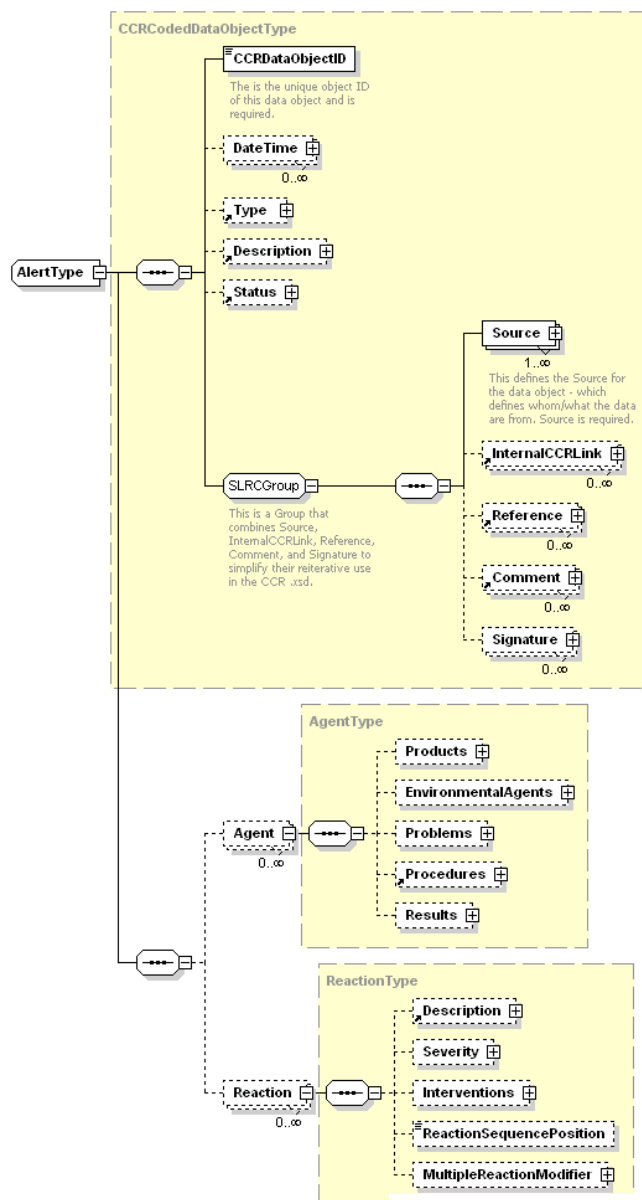 CCRCodedDataObjectType
CCRDataObjectID
The is the unique object ID
of this data object and is
required.
DateTime
0..∞
Type
Description
AlertType
Status
Source
1..∞
This defines the Source for
the data object - which
defines whom/what the data
are from. Source is required.
InternalCCRLink
0..∞
SLRCGroup
This is a Group that
combines Source,
InternalCCRLink, Reference,
Comment, and Signature to
simplify their reiterative use
in the CCR .xsd.
Reference
0..∞
Comment
0..∞
Signature
0..∞
AgentType
Products
EnvironmentalAgents
Agent
0..∞
Problems
Procedures
Results
ReactionType
Description
Severity
Reaction
0..∞
Interventions
ReactionSequencePosition
MultipleReactionModifier